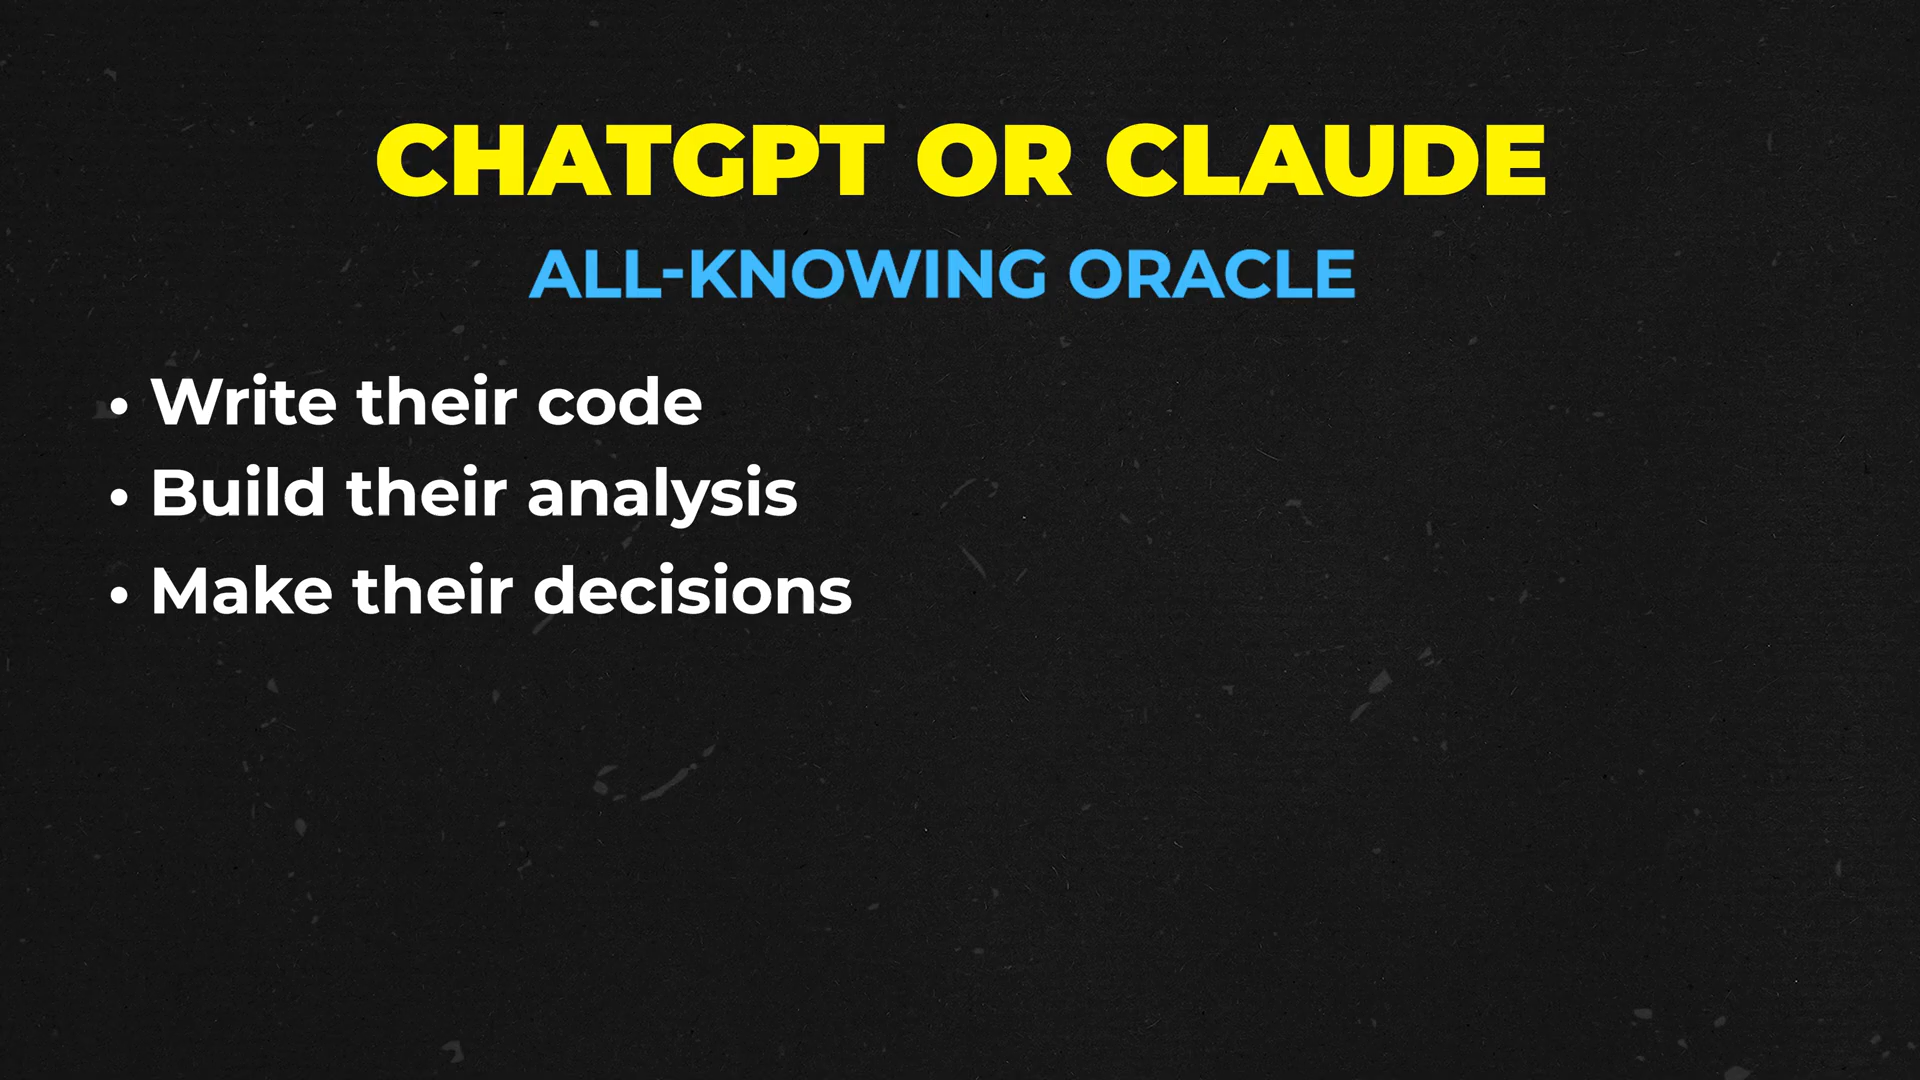 CHATGPT OR CLAUDE
ALL-KNOWING ORACLE
• Write their code
• Build their analysis
• Make their decisions